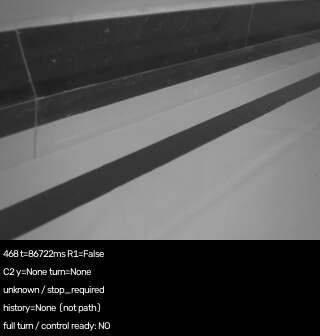 468 t=86722ms R1=False
C2 y=None turn=None
unknown / stop_required
history=None (not path)
full turn / control ready: NO